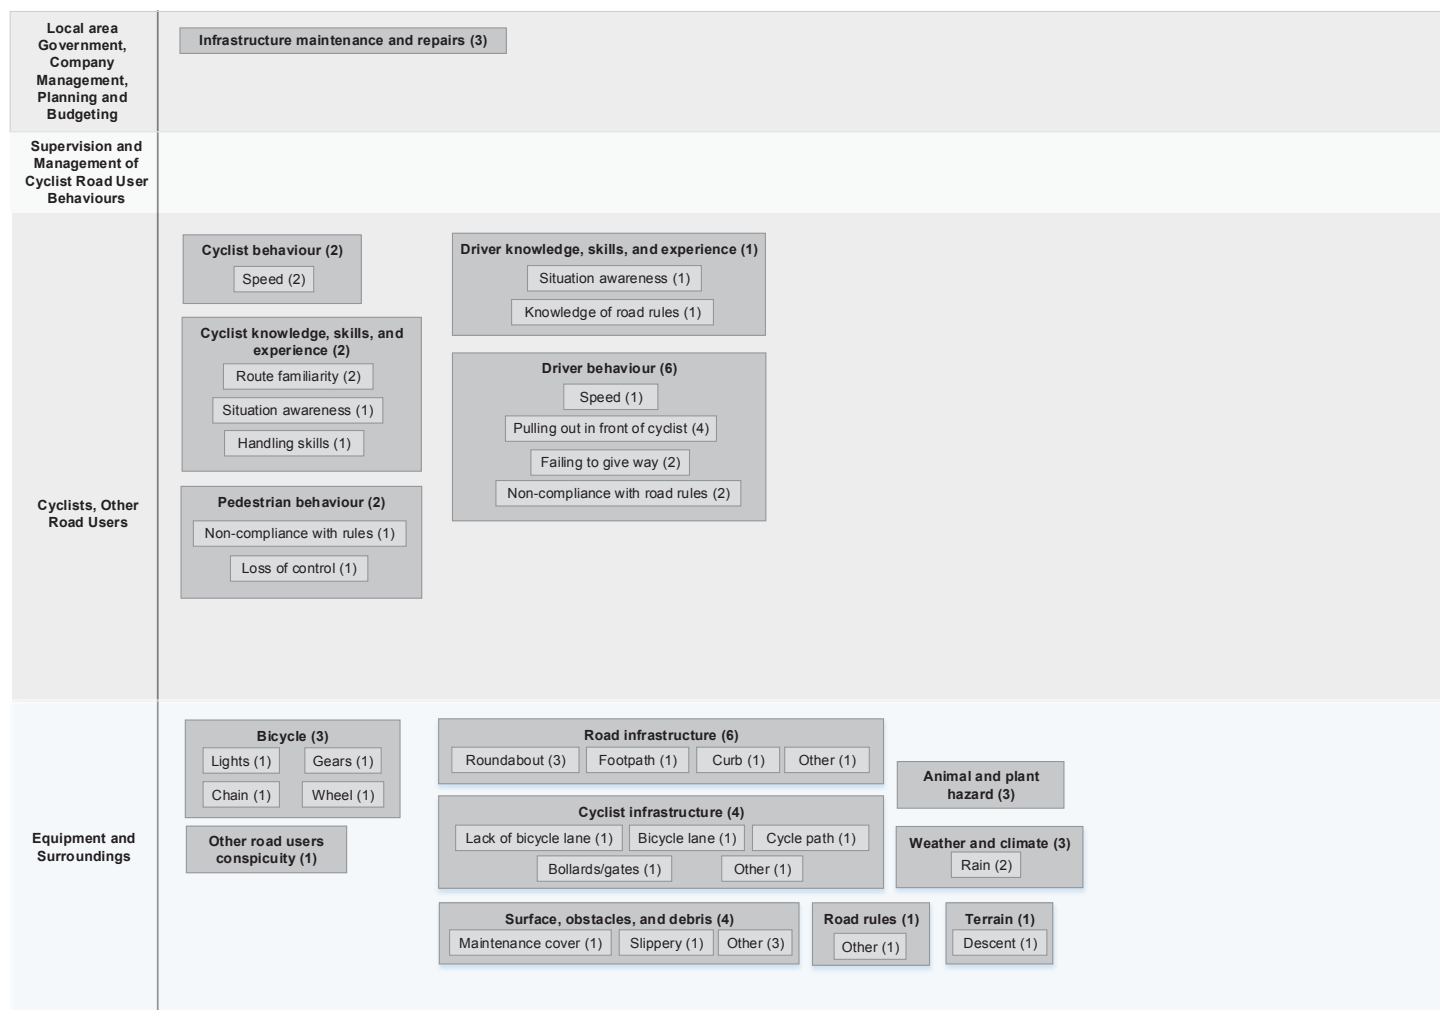 Local area
Government,
Company
Management,
Planning and
Budgeting
Infrastructure maintenance and repairs (3)
Supervision and
Management of
Cyclist Road User
Behaviours
Cyclists, Other
Road Users
Cyclist behaviour (2)
Speed (2)
Cyclist knowledge, skills, and
experience (2)
Route familiarity (2)
Situation awareness (1)
Handling skills (1)
Pedestrian behaviour (2)
Non-compliance with rules (1)
Loss of control (1)
Driver knowledge, skills, and experience (1)
Situation awareness (1)
Knowledge of road rules (1)
Driver behaviour (6)
Speed (1)
Pulling out in front of cyclist (4)
Failing to give way (2)
Non-compliance with road rules (2)
Equipment and
Surroundings
Bicycle (3)
Lights (1)
Gears (1)
Chain (1)
Wheel (1)
Other road users
conspicuity (1)
Road infrastructure (6)
Roundabout (3)
Footpath (1)
Curb (1)
Other (1)
Cyclist infrastructure (4)
Lack of bicycle lane (1)
Bicycle lane (1)
Cycle path (1)
Bollards/gates (1)
Other (1)
Animal and plant
hazard (3)
Weather and climate (3)
Rain (2)
Surface, obstacles, and debris (4)
Maintenance cover (1)
Slippery (1)
Other (3)
Road rules (1)
Other (1)
Terrain (1)
Descent (1)